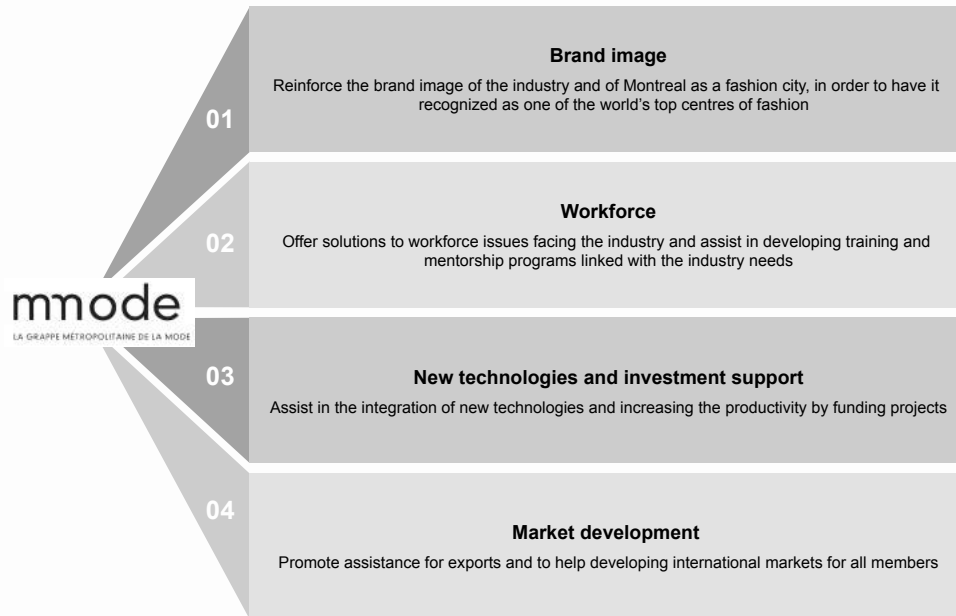 01
Brand image
Reinforce the brand image of the industry and of Montreal as a fashion city, in order to have it
recognized as one of the world's top centres of fashion
02
Workforce
Offer solutions to workforce issues facing the industry and assist in developing training and
mentorship programs linked with the industry needs
mmode
LA GRAPPE MÉTROPOLITAINE DE LA MODE
03
New technologies and investment support
Assist in the integration of new technologies and increasing the productivity by funding projects
04
Market development
Promote assistance for exports and to help developing international markets for all members